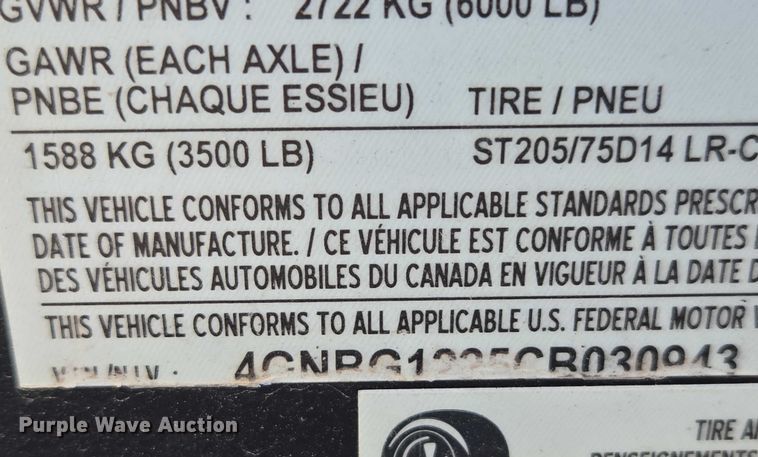 GVWR / PNBV : 2722 KG (6000 LB)
GAWR (EACH AXLE) /
PNBE (CHAQUE ESSIEU) TIRE / PNEU
1588 KG (3500 LB) ST205/75D14 LR-C
THIS VEHICLE CONFORMS TO ALL APPLICABLE STANDARDS PRESCR
DATE OF MANUFACTURE. / CE VÉHICULE EST CONFORME À TOUTES
DES VÉHICULES AUTOMOBILES DU CANADA EN VIGUEUR À LA DATE D
THIS VEHICLE CONFORMS TO ALL APPLICABLE U.S. FEDERAL MOTOR V
Purple Wave Auction
TIRE A
RENSEIGNEMENTS